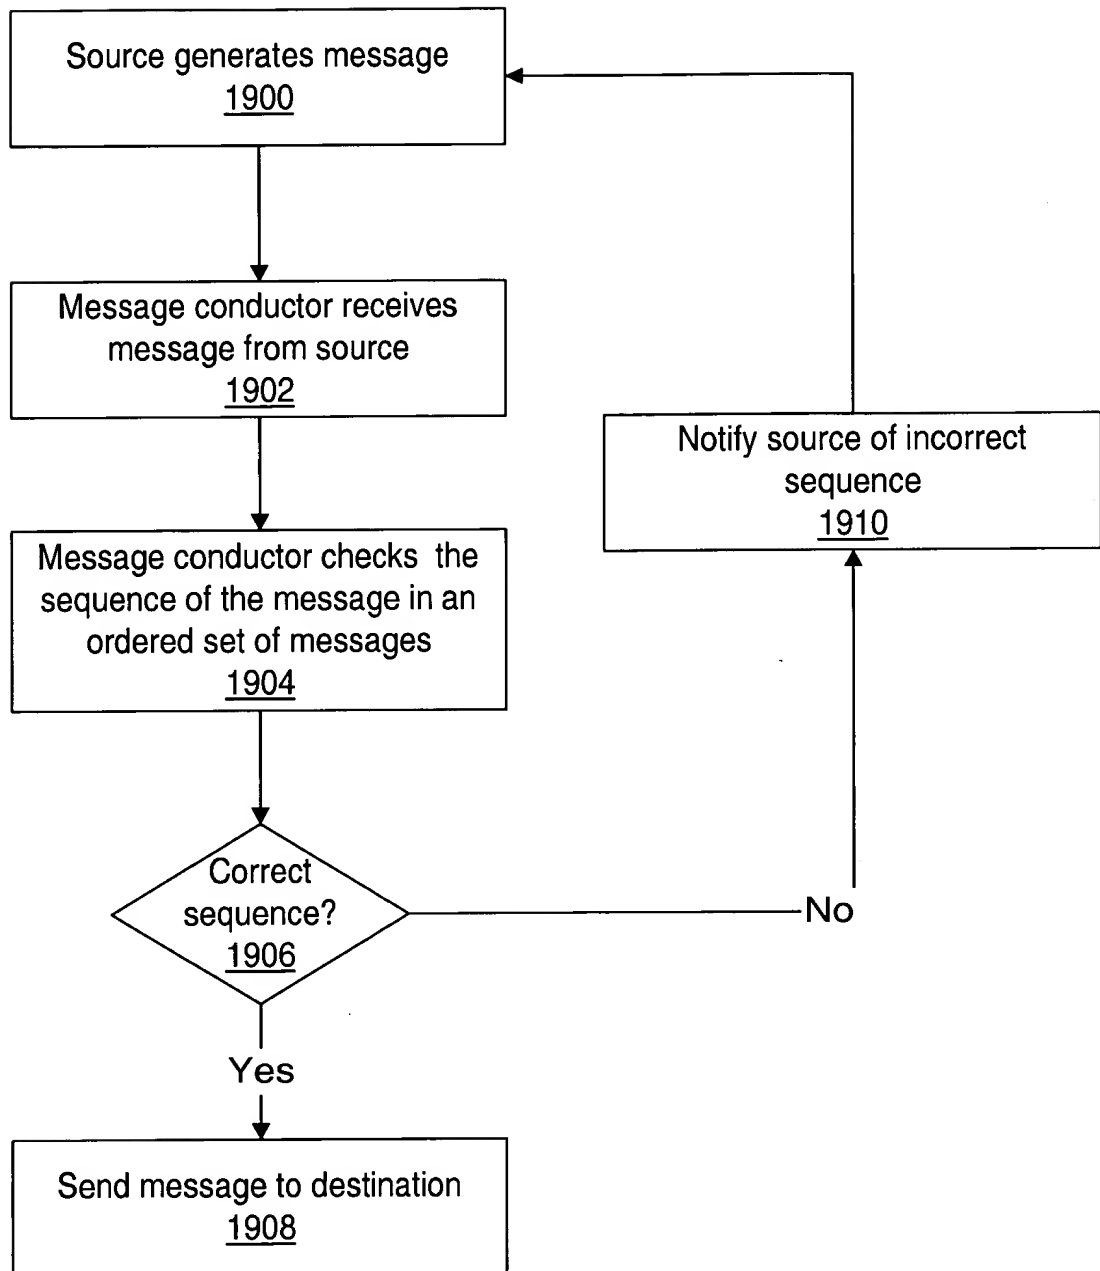 Source generates message
1900
Message conductor receives
message from source
1902
Message conductor checks the
sequence of the message in an
ordered set of messages
1904
Correct
sequence?
1906
No
Notify source of incorrect
sequence
1910
Yes
Send message to destination
1908